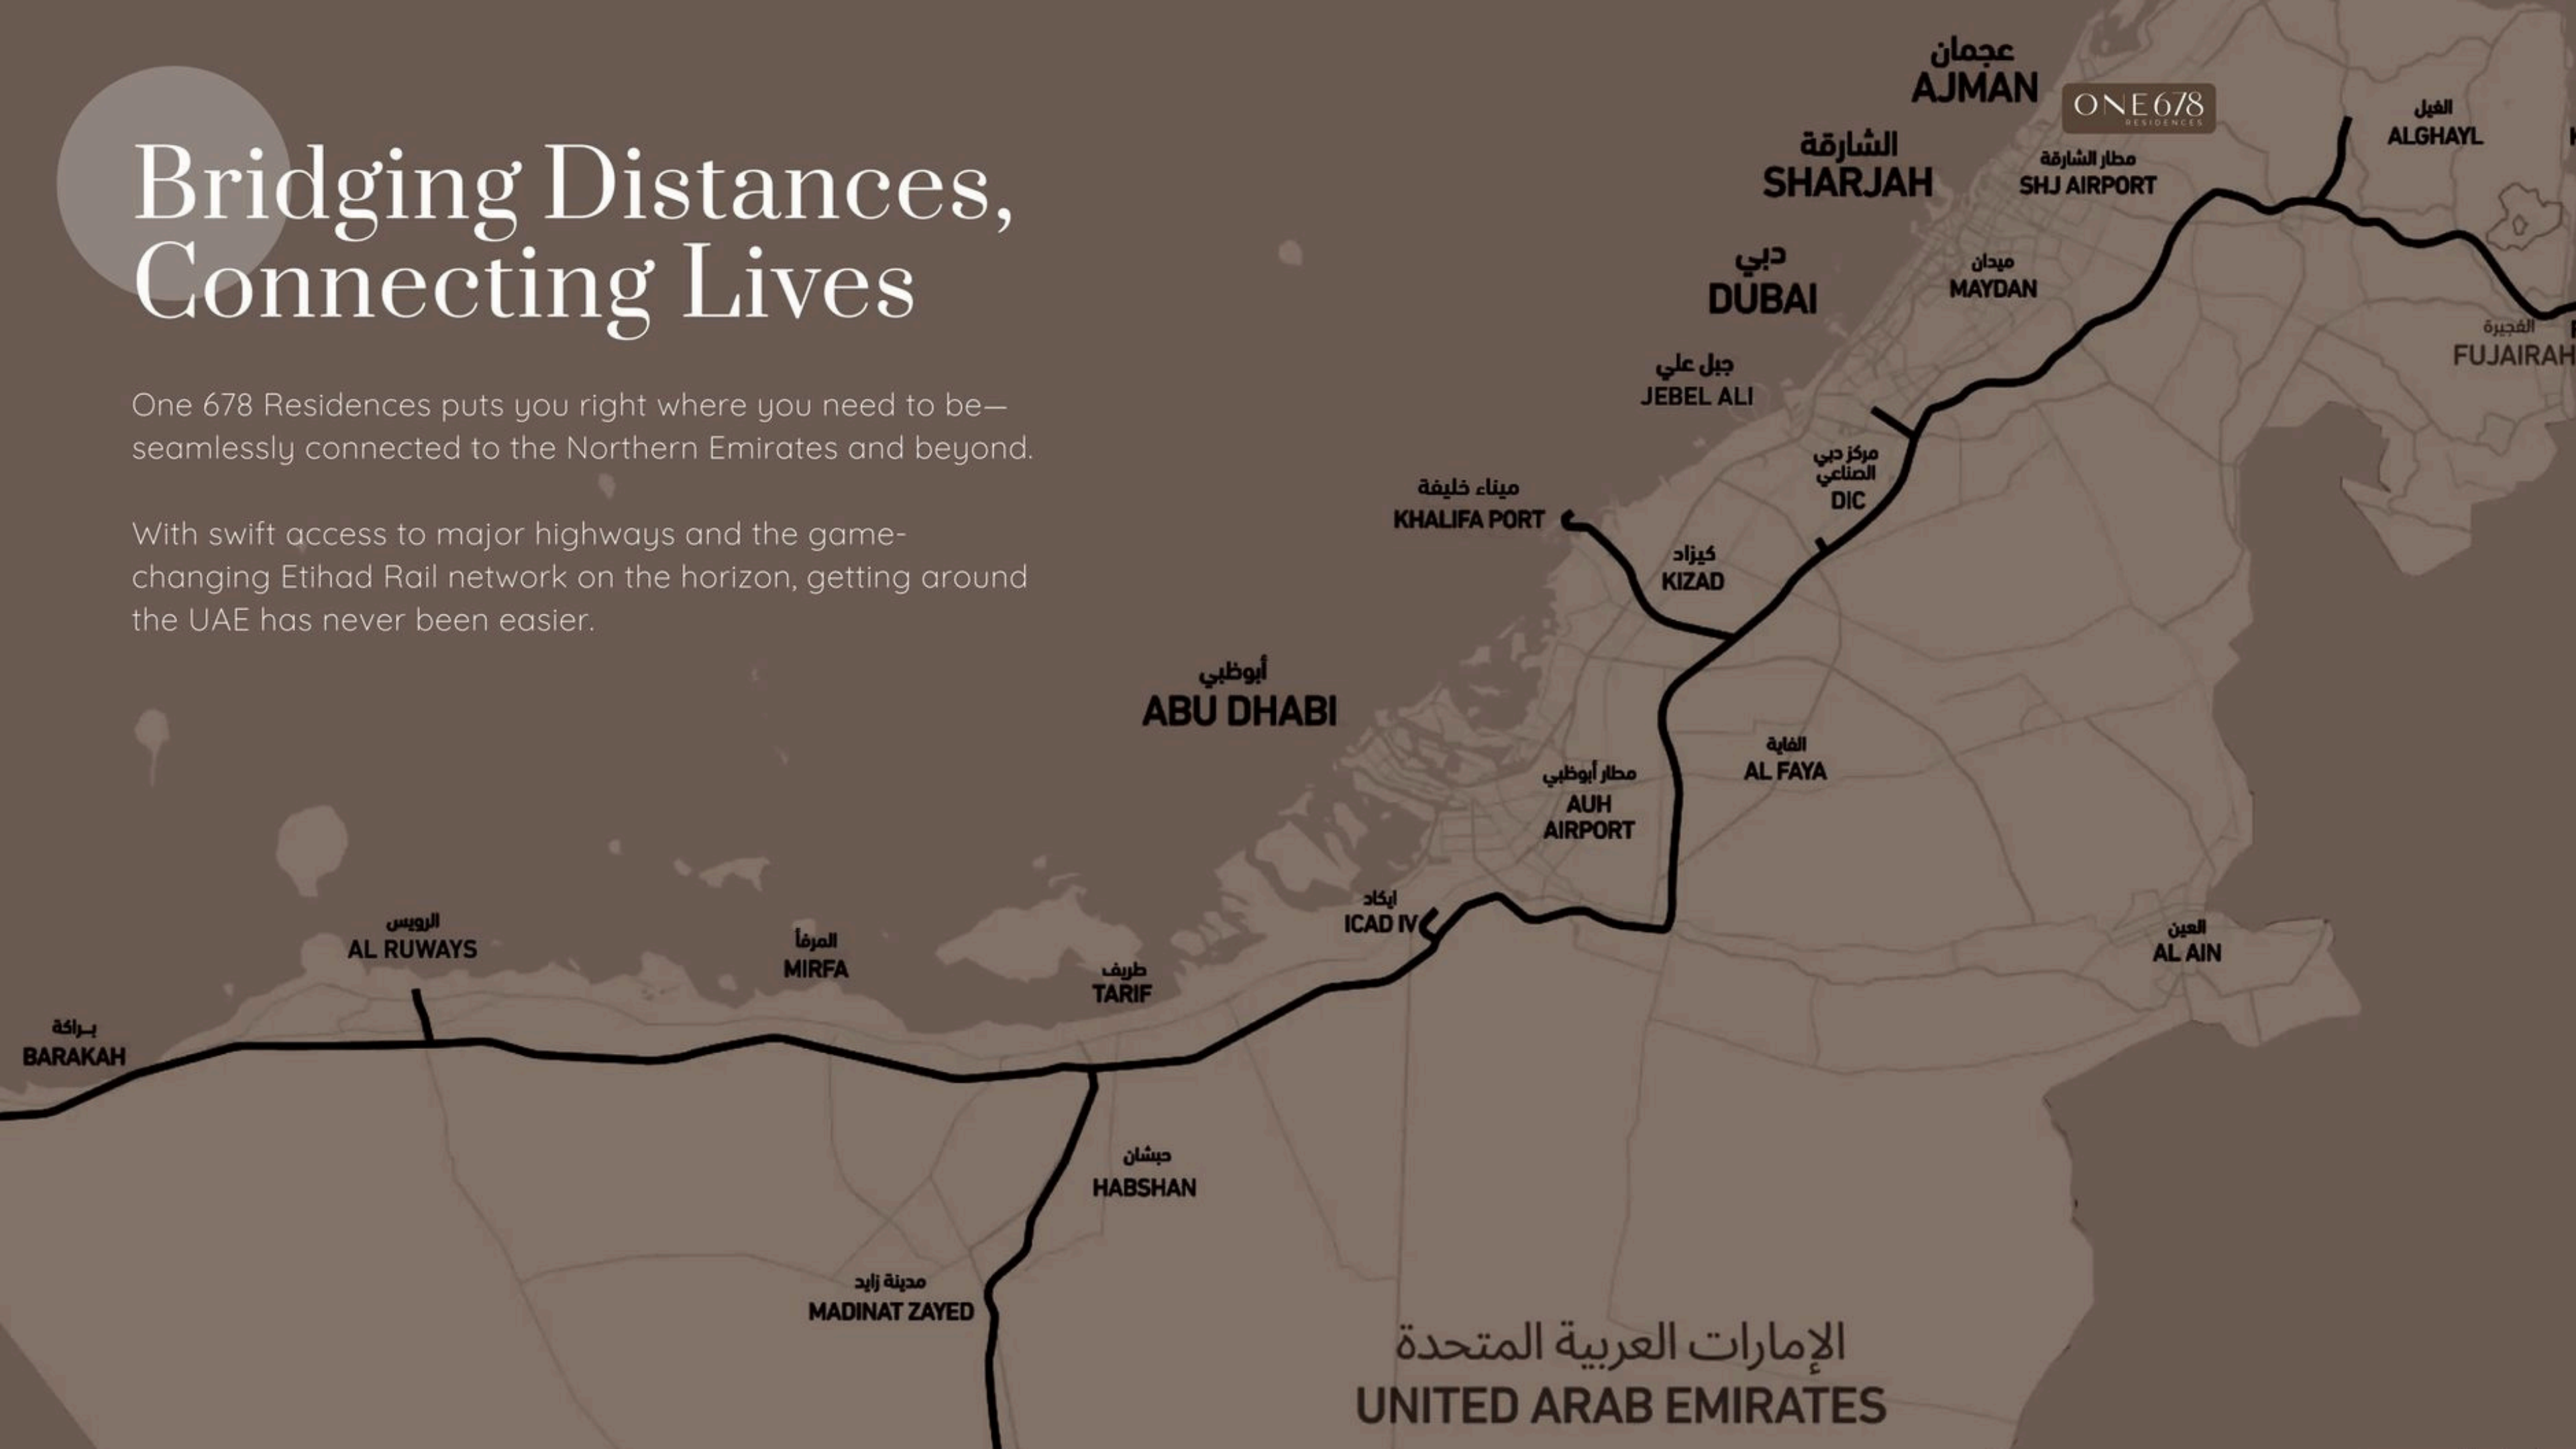 Bridging Distances,
Connecting Lives
One 678 Residences puts you right where you need to be—
seamlessly connected to the Northern Emirates and beyond.
With swift access to major highways and the game-
changing Etihad Rail network on the horizon, getting around
the UAE has never been easier.
عجمان
AJMAN
ONE678
RESIDENCES
الغيل
ALGHAYL
الشارقة
SHARJAH
مطار الشارقة
SHJ AIRPORT
دبي
DUBAI
ميدان
MAYDAN
الفجيرة
FUJAIRAH
جبل علي
JEBEL ALI
مركز دبي
الصناعي
DIC
ميناء خليفة
KHALIFA PORT
كيزاد
KIZAD
أبوظبي
ABU DHABI
الفاية
AL FAYA
مطار أبوظبي
AUH
AIRPORT
ايكاد
ICAD IV
العين
AL AIN
الرويس
AL RUWAYS
المرفأ
MIRFA
طريف
TARIF
بـراكة
BARAKAH
حبشان
HABSHAN
مدينة زايد
MADINAT ZAYED
الإمارات العربية المتحدة
UNITED ARAB EMIRATES